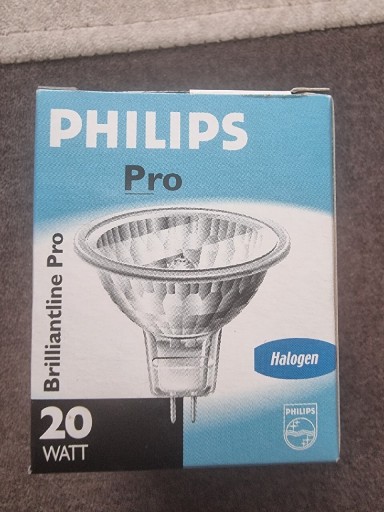 PHILIPS
Pro
Brilliantline Pro
Halogen
20
WATT
PHILIPS